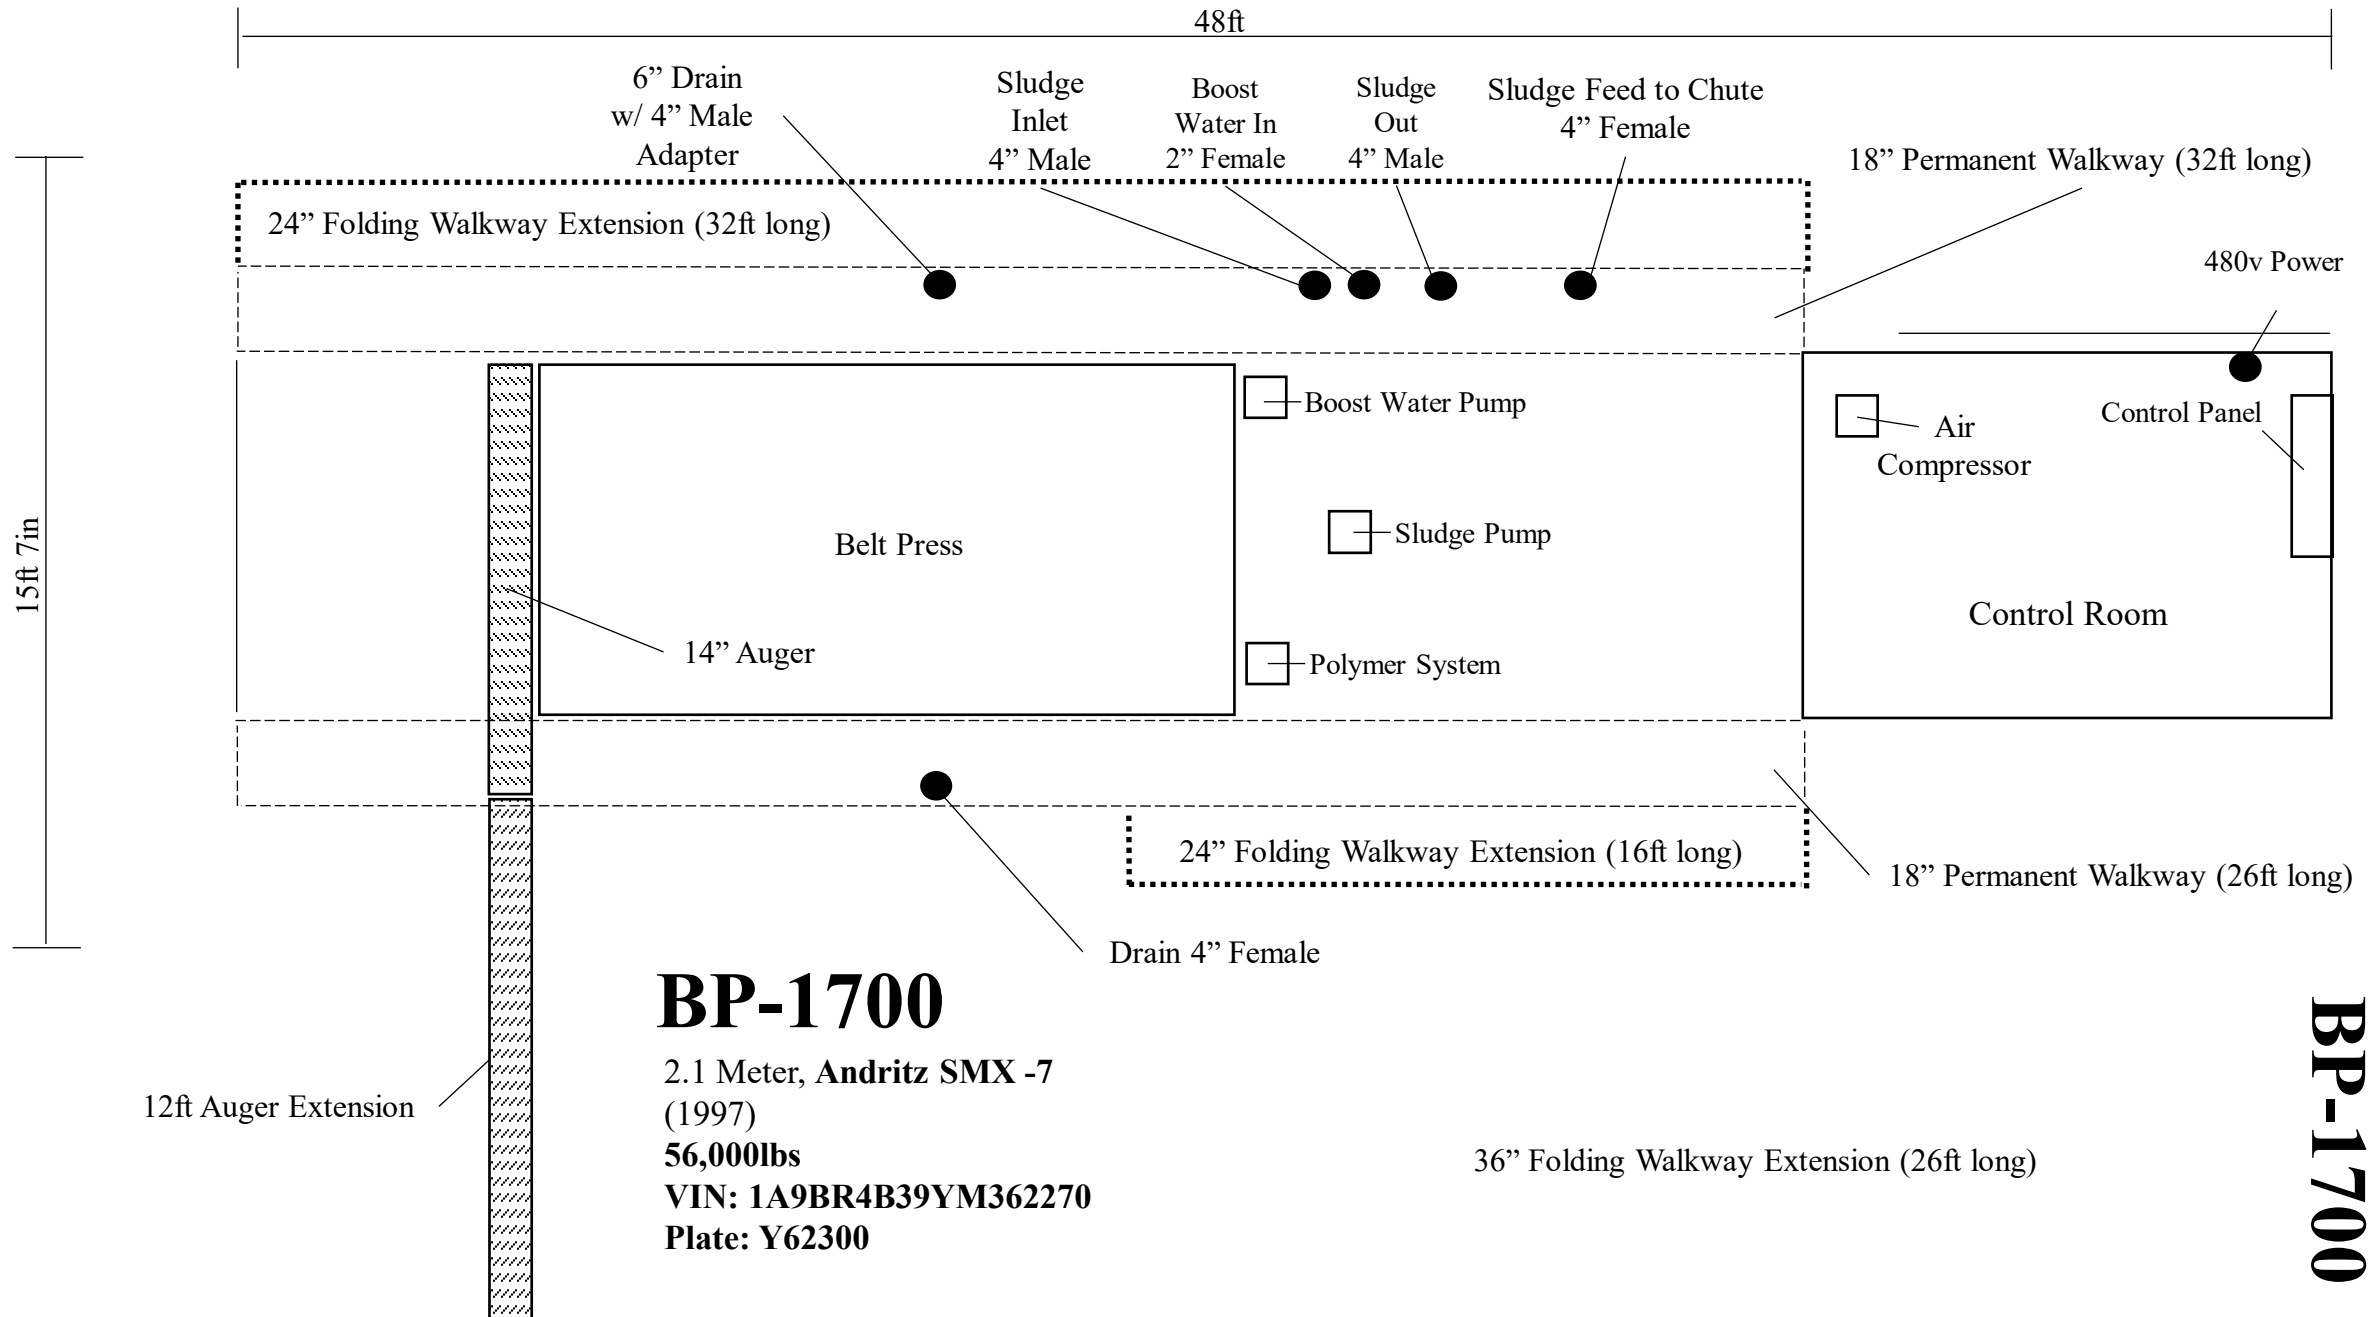 48ft
6” Drain
w/ 4” Male
Adapter
Sludge
Inlet
4” Male
Boost
Water In
2” Female
Sludge
Out
4” Male
Sludge Feed to Chute
4” Female
18” Permanent Walkway (32ft long)
24” Folding Walkway Extension (32ft long)
480v Power
15ft 7in
Boost Water Pump
Air
Compressor
Control Panel
Belt Press
Sludge Pump
Control Room
14” Auger
Polymer System
24” Folding Walkway Extension (16ft long)
18” Permanent Walkway (26ft long)
Drain 4” Female
BP-1700
2.1 Meter, Andritz SMX -7
(1997)
56,000lbs
VIN: 1A9BR4B39YM362270
Plate: Y62300
12ft Auger Extension
36” Folding Walkway Extension (26ft long)
BP-1700